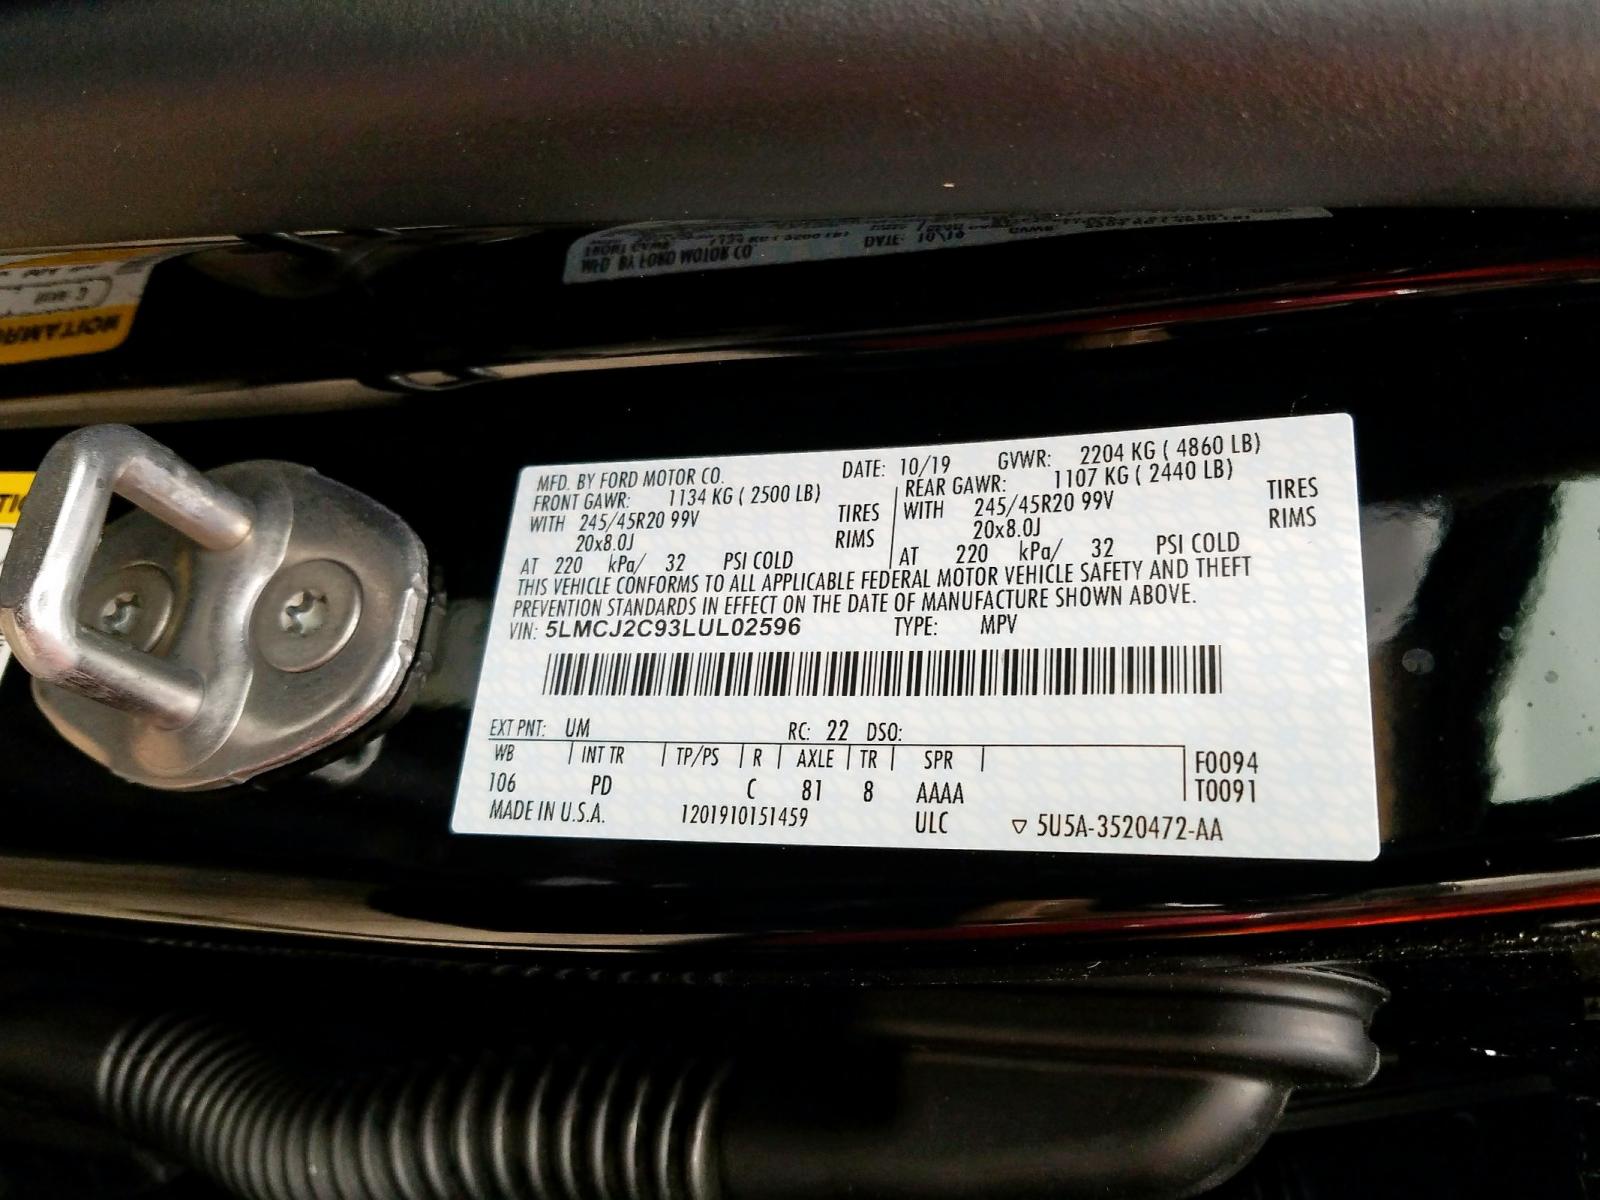 MFD. BY FORD MOTOR CO. DATE: 10/19 GVWR: 2204 KG ( 4860 LB)
FRONT GAWR: 1134 KG ( 2500 LB) REAR GAWR: 1107 KG ( 2440 LB)
WITH 245/45R20 99V TIRES WITH 245/45R20 99V TIRES
20x8.0J RIMS 20x8.0J RIMS
AT 220 kPa/ 32 PSI COLD AT 220 kPa/ 32 PSI COLD
THIS VEHICLE CONFORMS TO ALL APPLICABLE FEDERAL MOTOR VEHICLE SAFETY AND THEFT
PREVENTION STANDARDS IN EFFECT ON THE DATE OF MANUFACTURE SHOWN ABOVE.
VIN: 5LMCJ2C93LUL02596 TYPE: MPV
EXT PNT: UM RC: 22 DSO:
WB INT TR TP/PS R AXLE TR SPR F0094
106 PD C 81 8 AAAA T0091
MADE IN U.S.A. 1201910151459 ULC ▽ 5U5A-3520472-AA